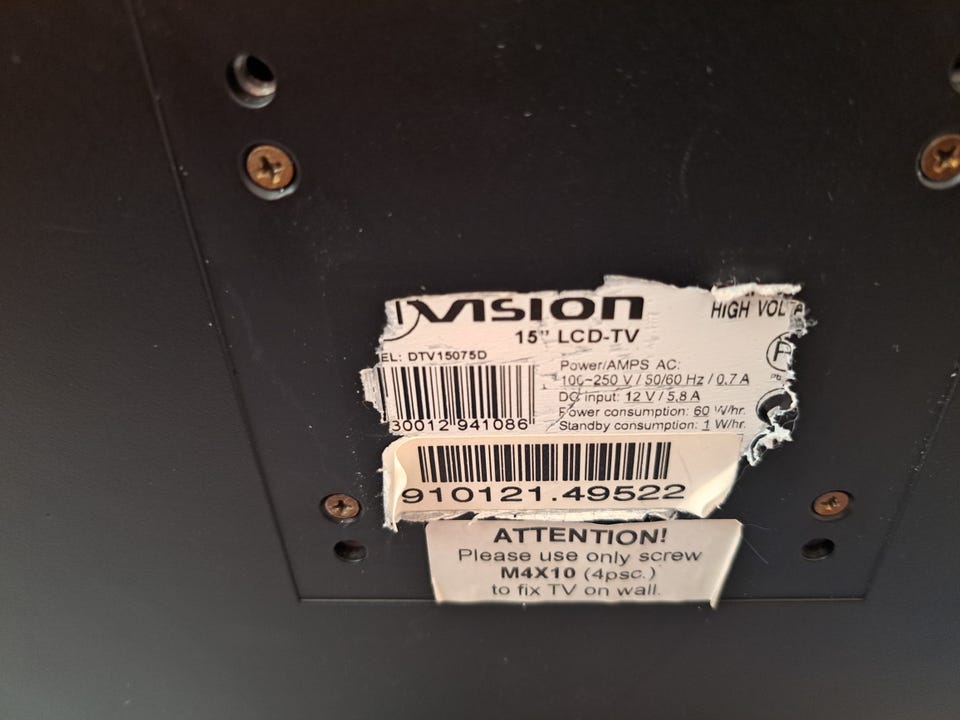 VISION
15" LCD-TV
HIGH VOLTA
EL: DTV15075D
Power/AMPS AC:
100~250 V / 50/60 Hz / 0.7 A
DC input: 12 V / 5.8 A
Power consumption: 60 W/hr.
Standby consumption: 1 W/hr.
30012 941086
910121.49522
ATTENTION!
Please use only screw
M4X10 (4psc.)
to fix TV on wall.